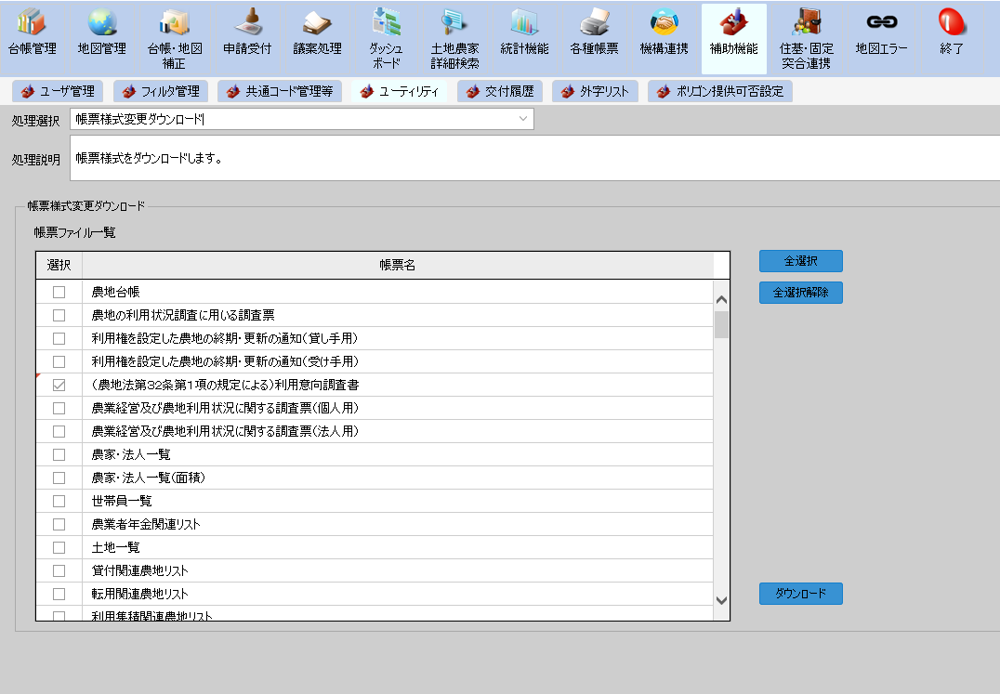 台帳管理
地図管理
台帳・地図
補正
申請受付
議案処理
ダッシュ
ボード
土地農家
詳細検索
統計機能
各種帳票
機構連携
補助機能
住基・固定
突合連携
地図エラー
終了
ユーザ管理
フィルタ管理
共通コード管理等
ユーティリティ
交付履歴
外字リスト
ポリゴン提供可否設定
処理選択
帳票様式変更ダウンロード
処理説明
帳票様式をダウンロードします。
帳票様式変更ダウンロード
帳票ファイル一覧
選択
帳票名
全選択
全選択解除
農地台帳
農地の利用状況調査に用いる調査票
利用権を設定した農地の終期・更新の通知（貸し手用）
利用権を設定した農地の終期・更新の通知（受け手用）
（農地法第３２条第１項の規定による）利用意向調査書
農業経営及び農地利用状況に関する調査票（個人用）
農業経営及び農地利用状況に関する調査票（法人用）
農家・法人一覧
農家・法人一覧（面積）
世帯員一覧
農業者年金関連リスト
土地一覧
貸付関連農地リスト
転用関連農地リスト
利用集積関連農地リスト
ダウンロード